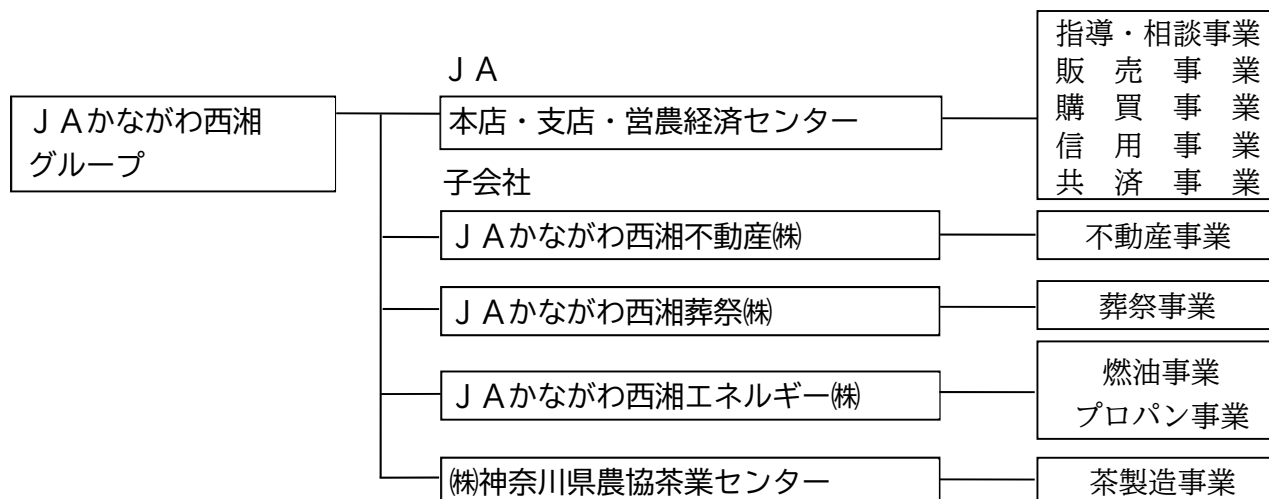 ＪＡかながわ西湘
グループ
ＪＡ
本店・支店・営農経済センター
指導・相談事業
販売事業
購買事業
信用事業
共済事業
子会社
ＪＡかながわ西湘不動産㈱
不動産事業
ＪＡかながわ西湘葬祭㈱
葬祭事業
ＪＡかながわ西湘エネルギー㈱
燃油事業
プロパン事業
㈱神奈川県農協茶業センター
茶製造事業